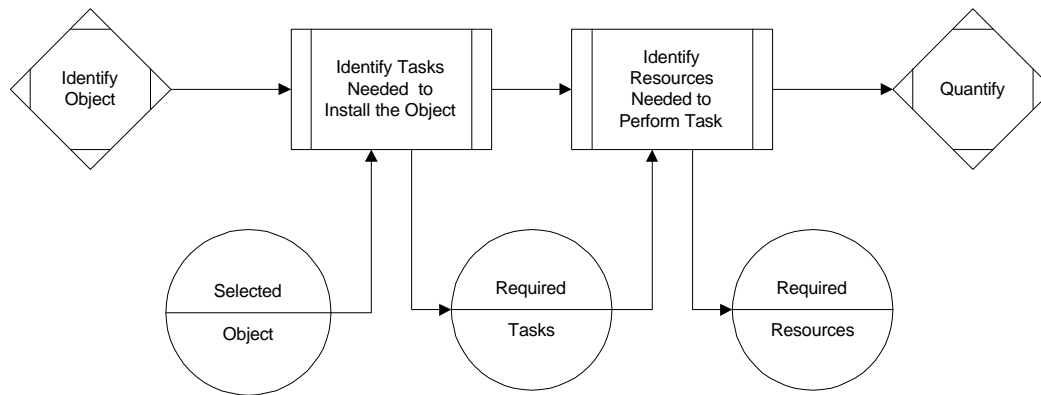 Identify
Object
Identify Tasks
Needed to
Install the Object
Identify
Resources
Needed to
Perform Task
Quantify
Selected
Object
Required
Tasks
Required
Resources